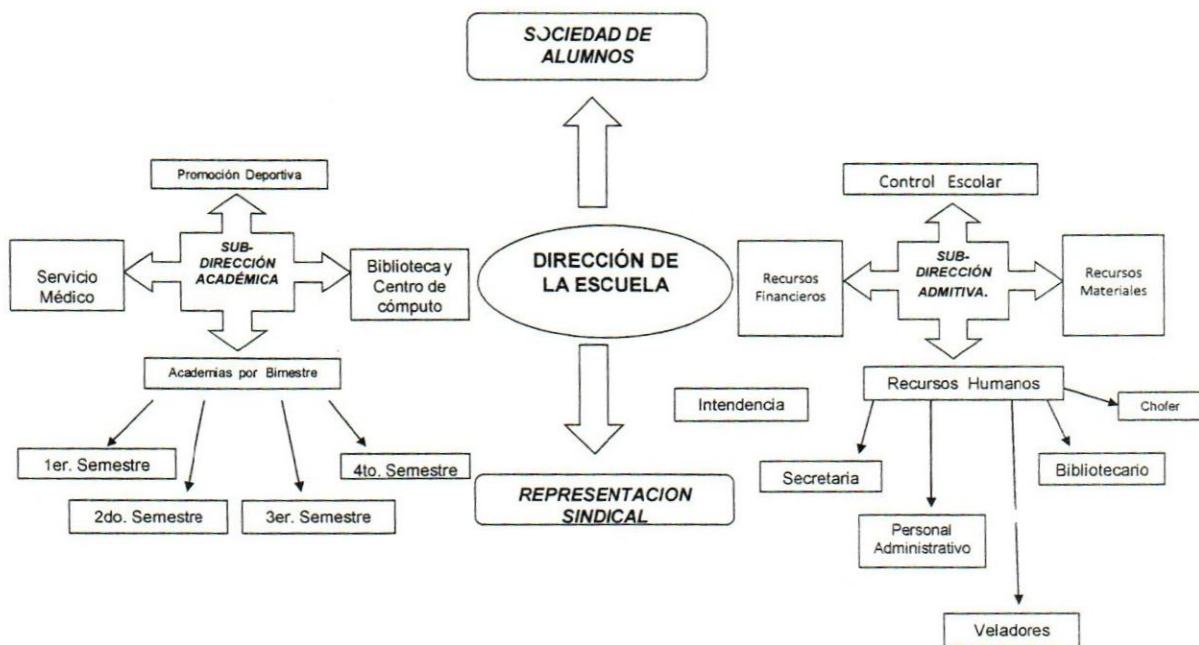 SOCIEDAD DE
ALUMNOS
Promoción Deportiva
Control Escolar
Servicio
Médico
SUB-
DIRECCIÓN
ACADÉMICA
Biblioteca y
Centro de
cómputo
DIRECCIÓN DE
LA ESCUELA
Recursos
Financieros
SUB-
DIRECCIÓN
ADMITIVA.
Recursos
Materiales
Academias por Bimestre
Recursos Humanos
Intendencia
Chofer
1er. Semestre
4to. Semestre
2do. Semestre
3er. Semestre
REPRESENTACION
SINDICAL
Secretaria
Bibliotecario
Personal
Administrativo
Veladores